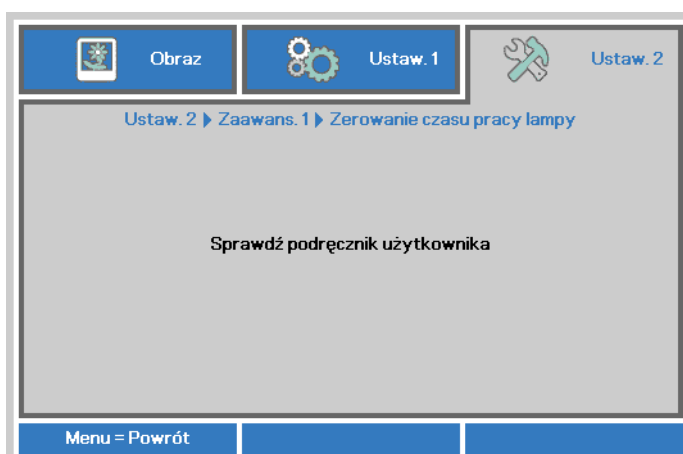 Obraz
Ustaw. 1
Ustaw. 2
Ustaw. 2 ▶ Zaawans. 1 ▶ Zerowanie czasu pracy lampy
Sprawdź podręcznik użytkownika
Menu = Powrót